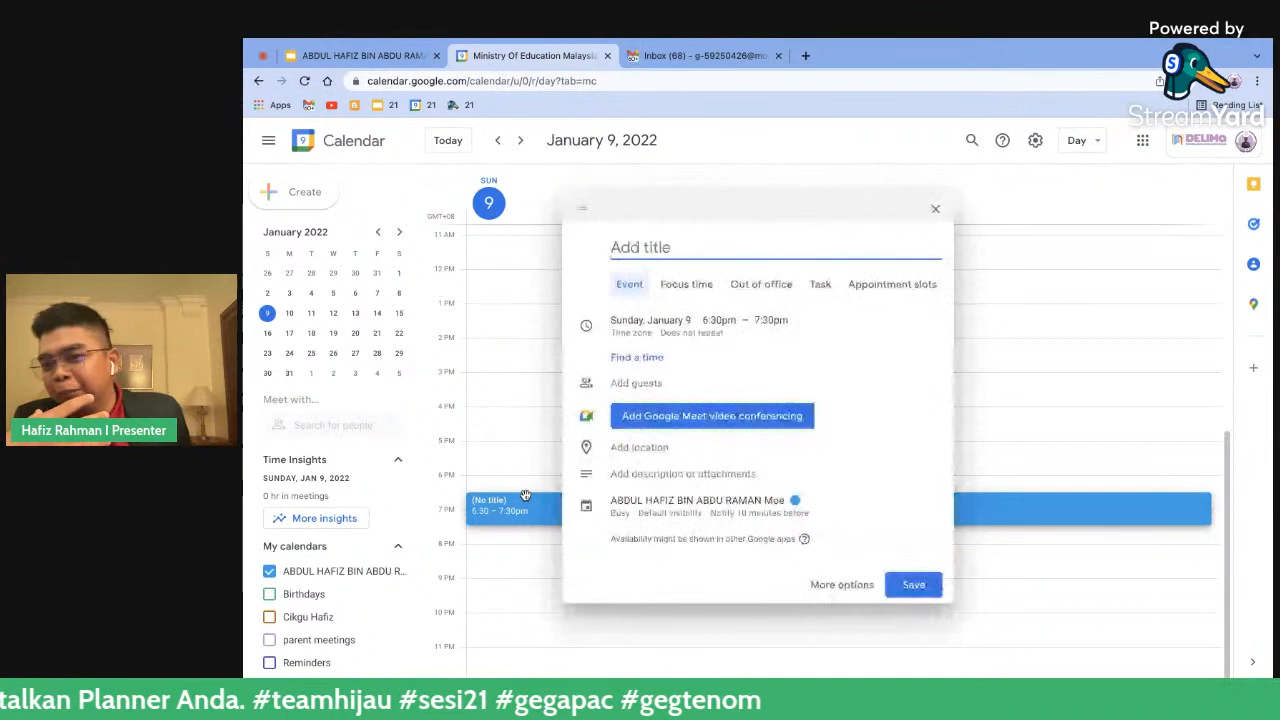 Powered by
StreamYard
ABDUL HAFIZ BIN ABDU RAM
Ministry Of Education Malaysia
Inbox (68) - g-59250426@mo
calendar.google.com/calendar/u/0/r/day?tab=mc
Apps
21
21
21
Reading List
Calendar
Today
January 9, 2022
Day
DELIMa
Create
SUN
9
GMT+08
January 2022
S M T W T F S
26 27 28 29 30 31 1
2 3 4 5 6 7 8
9 10 11 12 13 14 15
16 17 18 19 20 21 22
23 24 25 26 27 28 29
30 31 1 2 3 4 5
Meet with...
Search for people
Time Insights
SUNDAY, JAN 9, 2022
0 hr in meetings
More insights
My calendars
ABDUL HAFIZ BIN ABDU R...
Birthdays
Cikgu Hafiz
parent meetings
Reminders
11 AM
12 PM
1 PM
2 PM
3 PM
4 PM
5 PM
6 PM
7 PM
8 PM
9 PM
10 PM
11 PM
(No title)
6:30 – 7:30pm
Add title
Event Focus time Out of office Task Appointment slots
Sunday, January 9 6:30pm – 7:30pm
Time zone Does not repeat
Find a time
Add guests
Add Google Meet video conferencing
Add location
Add description or attachments
ABDUL HAFIZ BIN ABDU RAMAN Moe
Busy Default visibility Notify 10 minutes before
Availability might be shown in other Google apps
More options Save
Hafiz Rahman I Presenter
talkan Planner Anda. #teamhijau #sesi21 #gegapac #gegtenom